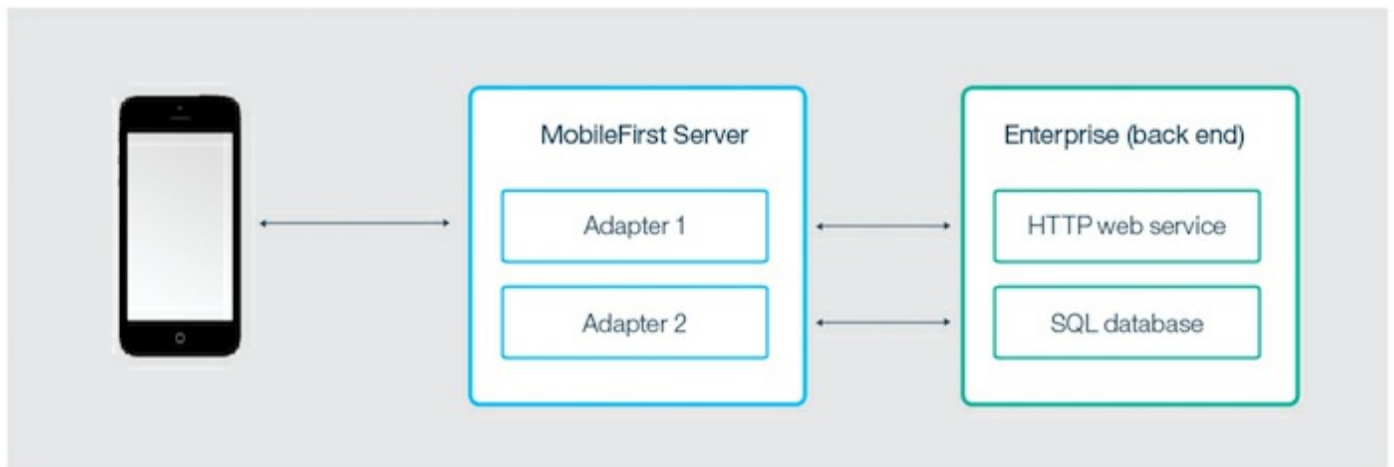 MobileFirst Server
Adapter 1
Adapter 2
Enterprise (back end)
HTTP web service
SQL database